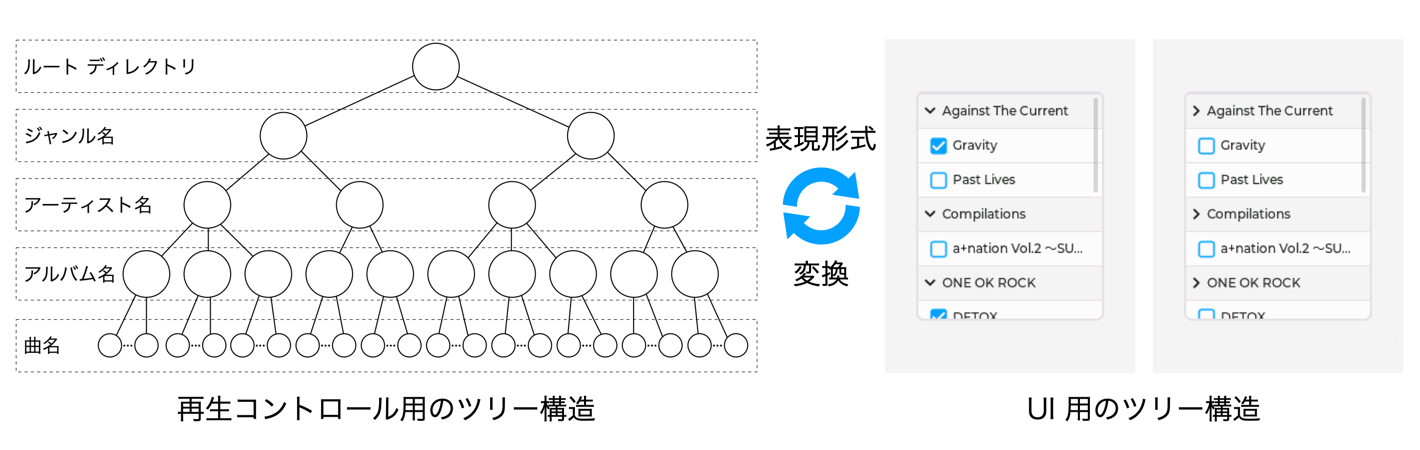 ルート ディレクトリ
ジャンル名
アーティスト名
アルバム名
曲名
再生コントロール用のツリー構造
表現形式
変換
Against The Current
Gravity
Past Lives
Compilations
a+nation Vol.2 〜SU...
ONE OK ROCK
DETOX
Against The Current
Gravity
Past Lives
Compilations
a+nation Vol.2 〜SU...
ONE OK ROCK
DETOX
UI 用のツリー構造